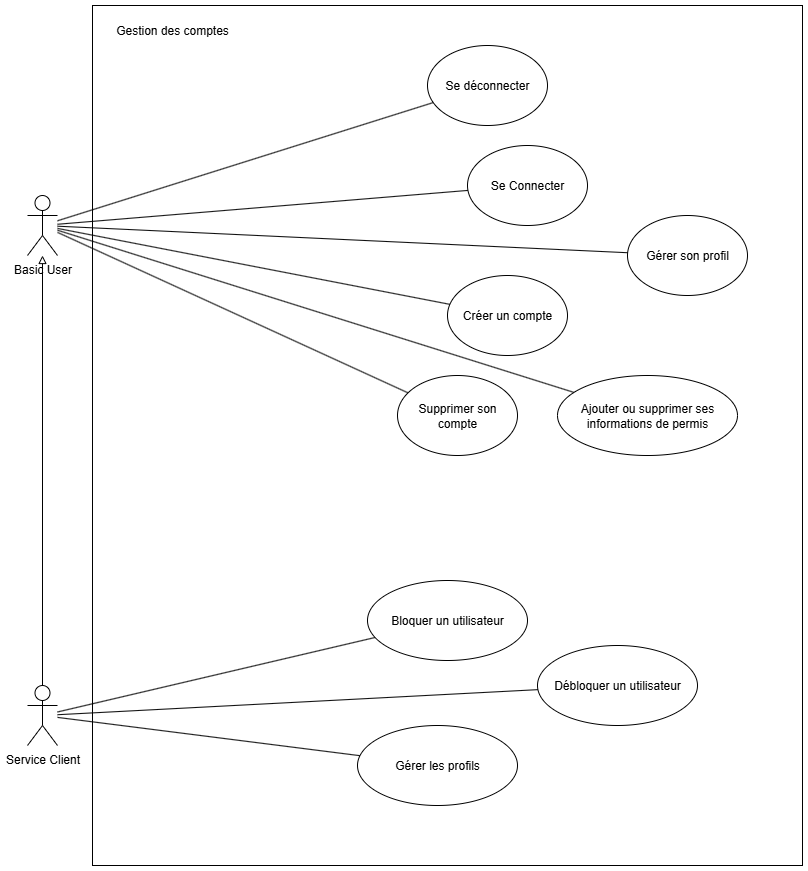 Gestion des comptes
Se déconnecter
Se Connecter
Basic User
Gérer son profil
Créer un compte
Supprimer son
compte
Ajouter ou supprimer ses
informations de permis
Bloquer un utilisateur
Débloquer un utilisateur
Service Client
Gérer les profils